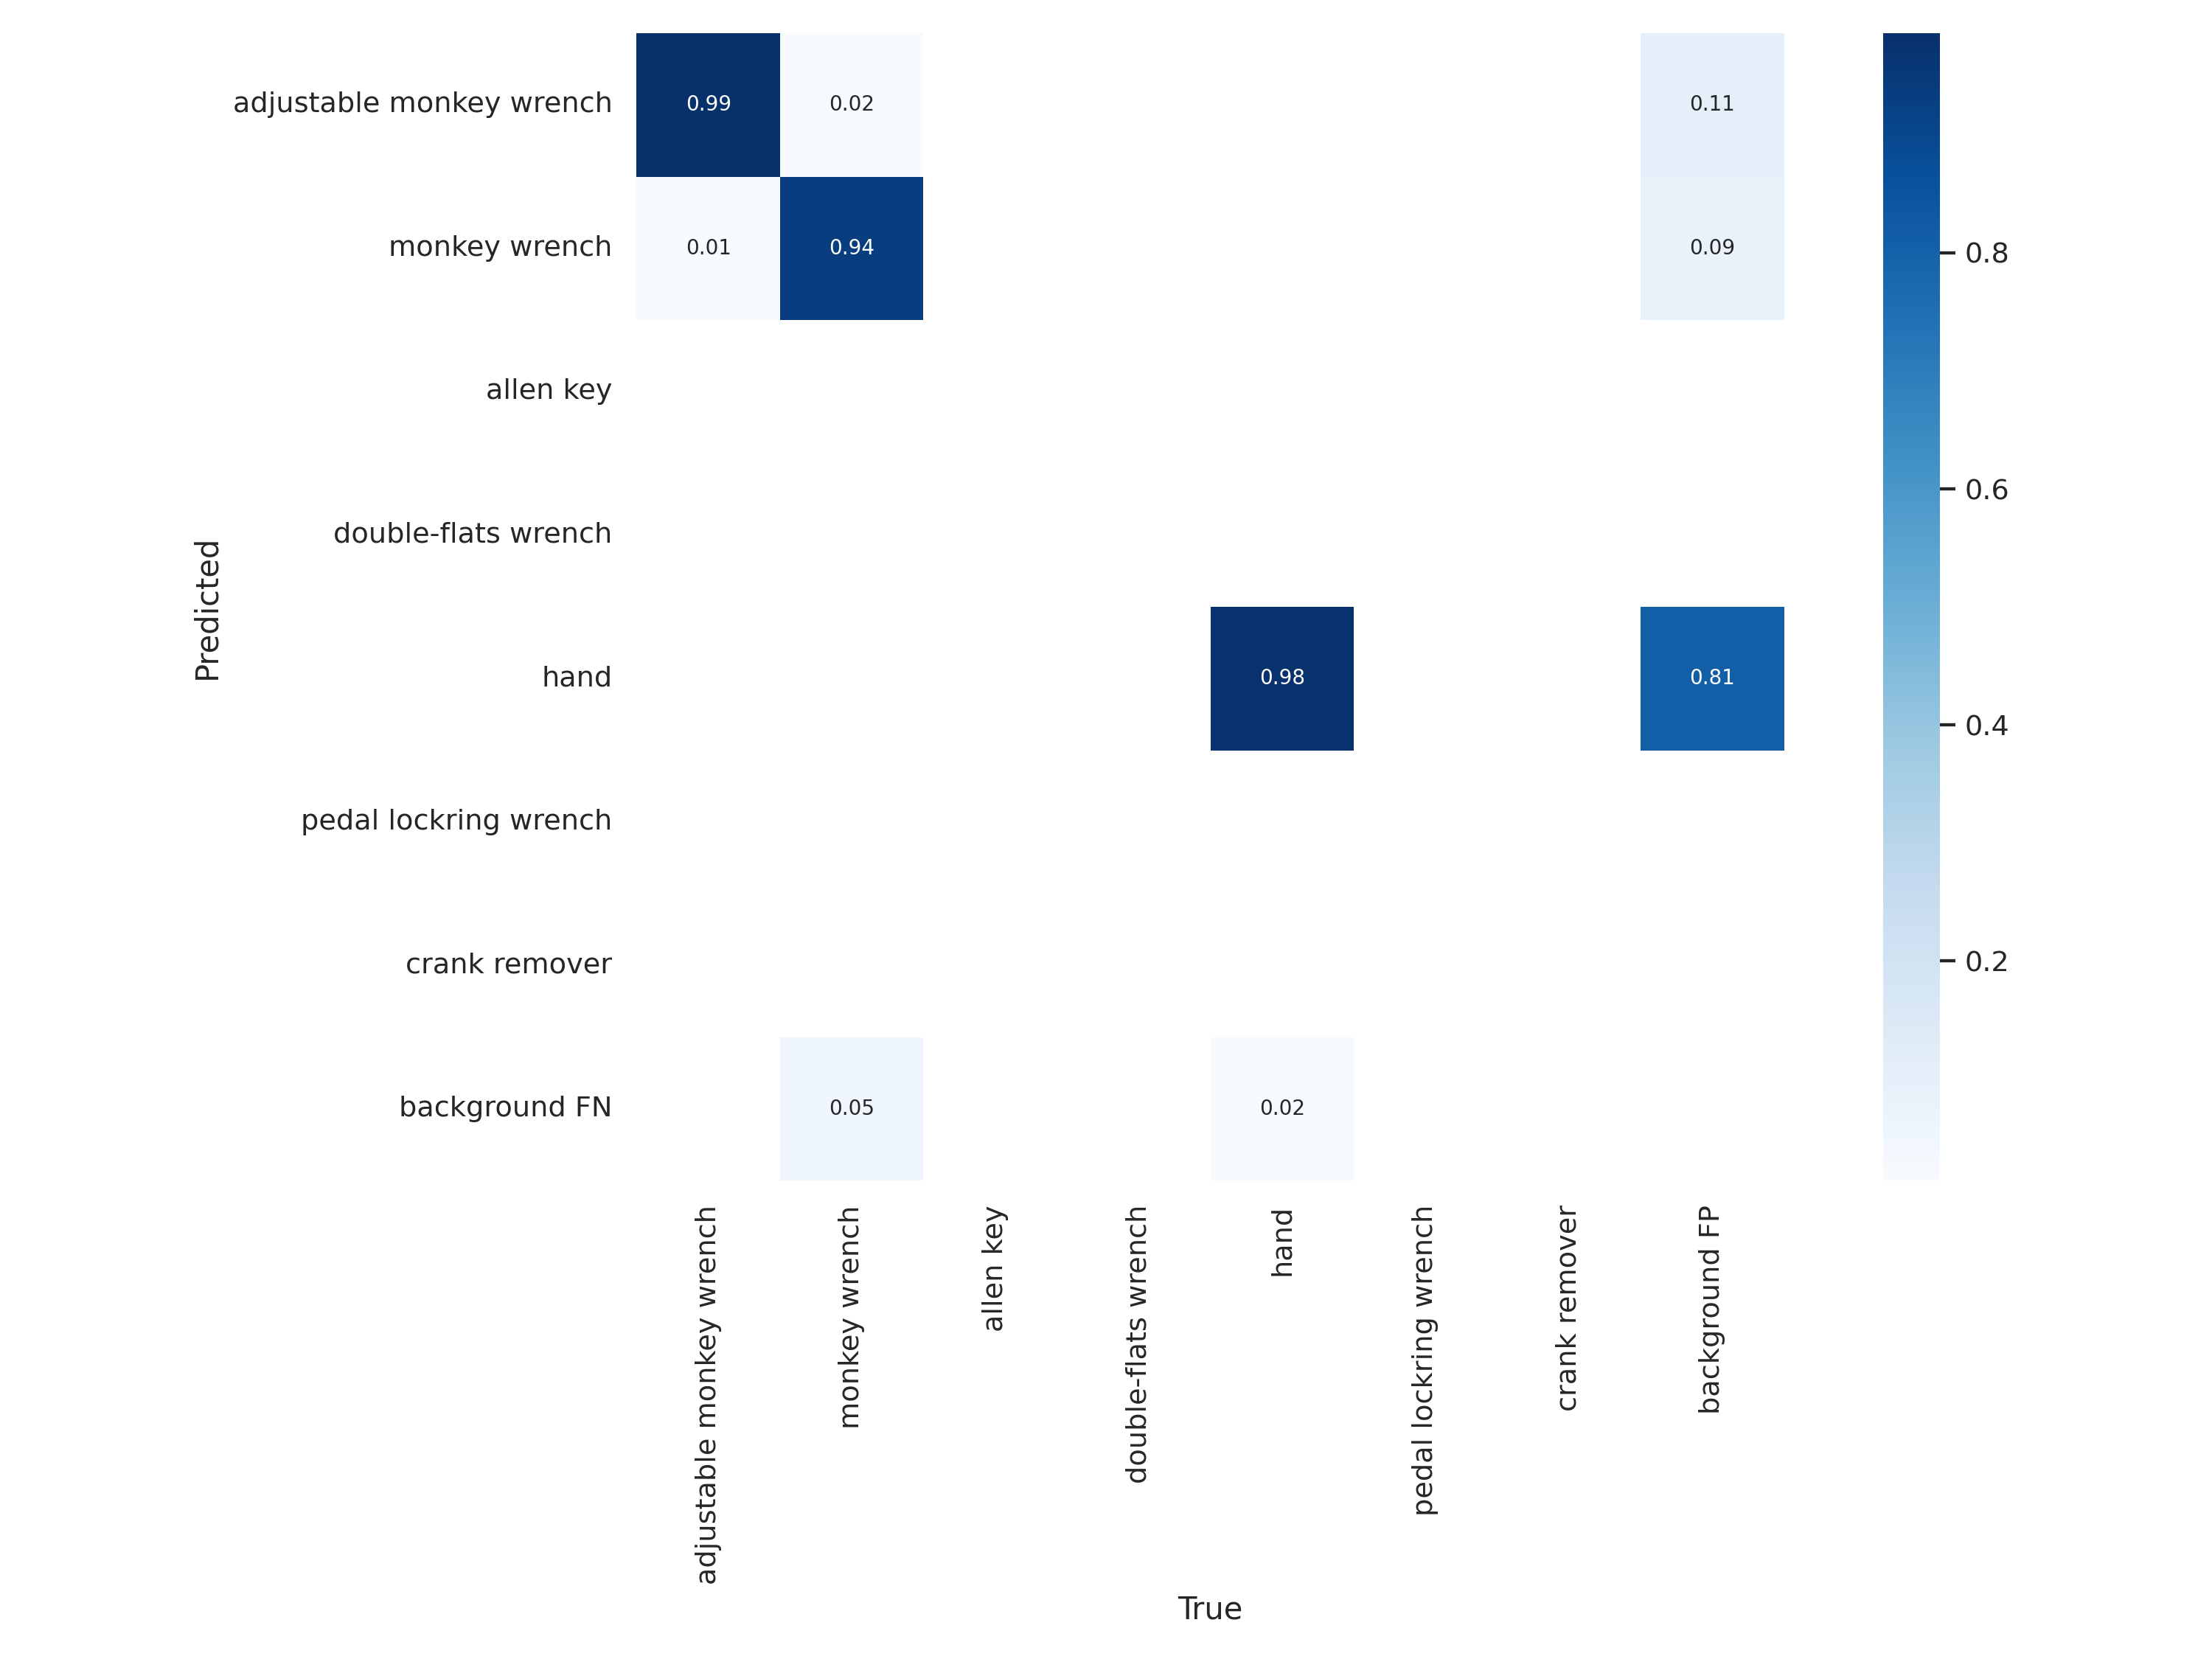 adjustable monkey wrench
0.99
0.02
0.11
monkey wrench
0.01
0.94
0.09
0.8
allen key
double-flats wrench
0.6
Predicted
hand
0.98
0.81
0.4
pedal lockring wrench
crank remover
0.2
background FN
0.05
0.02
adjustable monkey wrench
monkey wrench
allen key
double-flats wrench
hand
pedal lockring wrench
crank remover
background FP
True